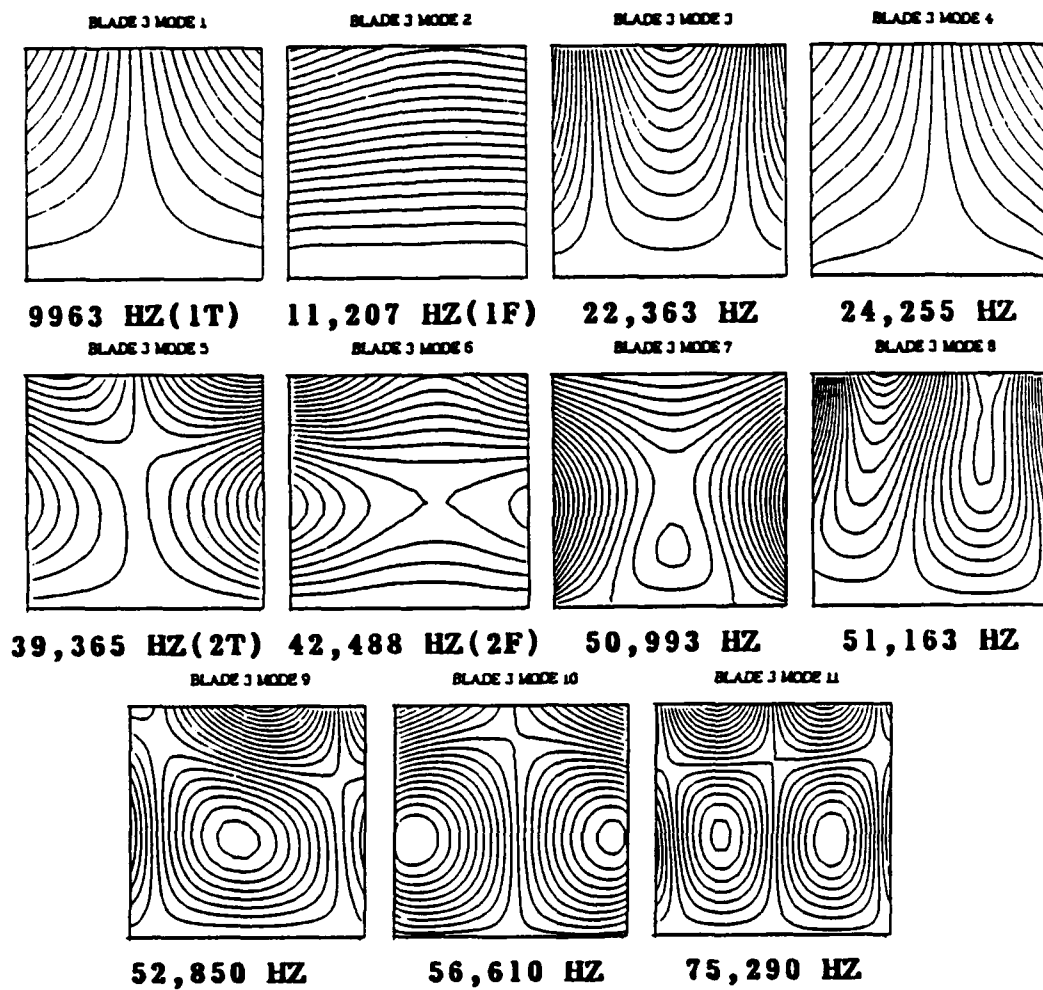 BLADE 3 MODE 1
BLADE 3 MODE 2
BLADE 3 MODE 3
BLADE 3 MODE 4
9963 HZ(1T)
11,207 HZ(1F)
22,363 HZ
24,255 HZ
BLADE 3 MODE 5
BLADE 3 MODE 6
BLADE 3 MODE 7
BLADE 3 MODE 8
39,365 HZ(2T)
42,488 HZ(2F)
50,993 HZ
51,163 HZ
BLADE 3 MODE 9
BLADE 3 MODE 10
BLADE 3 MODE 11
52,850 HZ
56,610 HZ
75,290 HZ